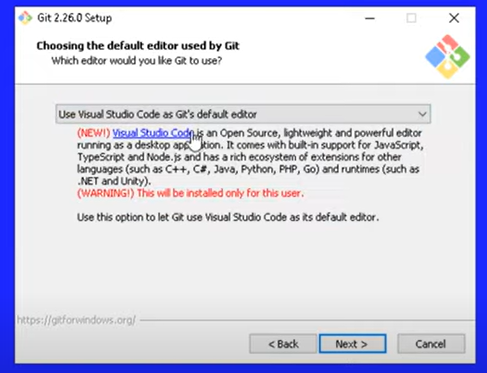 Git 2.26.0 Setup
Choosing the default editor used by Git
Which editor would you like Git to use?
Use Visual Studio Code as Git's default editor
(NEW!) Visual Studio Code is an Open Source, lightweight and powerful editor
running as a desktop application. It comes with built-in support for JavaScript,
TypeScript and Node.js and has a rich ecosystem of extensions for other
languages (such as C++, C#, Java, Python, PHP, Go) and runtimes (such as
.NET and Unity).
(WARNING!) This will be installed only for this user.
Use this option to let Git use Visual Studio Code as its default editor.
https://gitforwindows.org/
< Back
Next >
Cancel